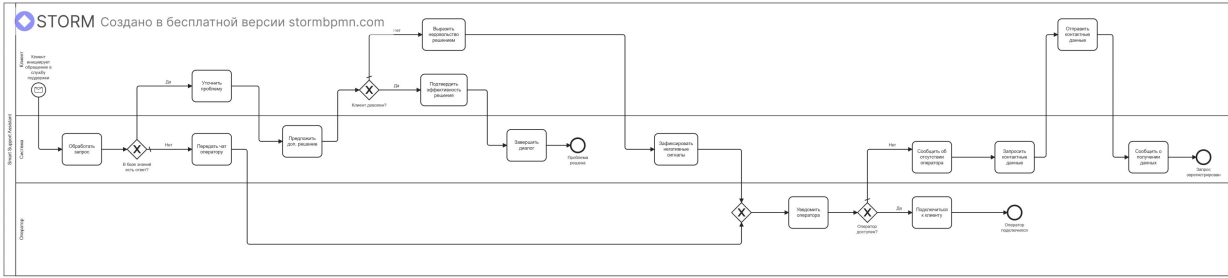 STORM Создано в бесплатной версии stormbpmn.com
Smart Support Assistant
Клиент
Клиент
инициирует
обращение в
службу
поддержки
Уточнить
проблему
Да
Нет
Выразить
недовольство
решением
Клиент доволен?
Да
Подтвердить
эффективность
решения
Отправить
контактные
данные
Система
Обработать
запрос
В базе знаний
есть ответ?
Нет
Передать чат
оператору
Предложить
доп. решение
Завершить
диалог
Проблема
решена
Зафиксировать
негативные
сигналы
Нет
Сообщить об
отсутствии
оператора
Запросить
контактные
данные
Сообщить о
получении
данных
Запрос
зарегистрирован
Оператор
Уведомить
оператора
Оператор
доступен?
Да
Подключиться
к клиенту
Оператор
подключился